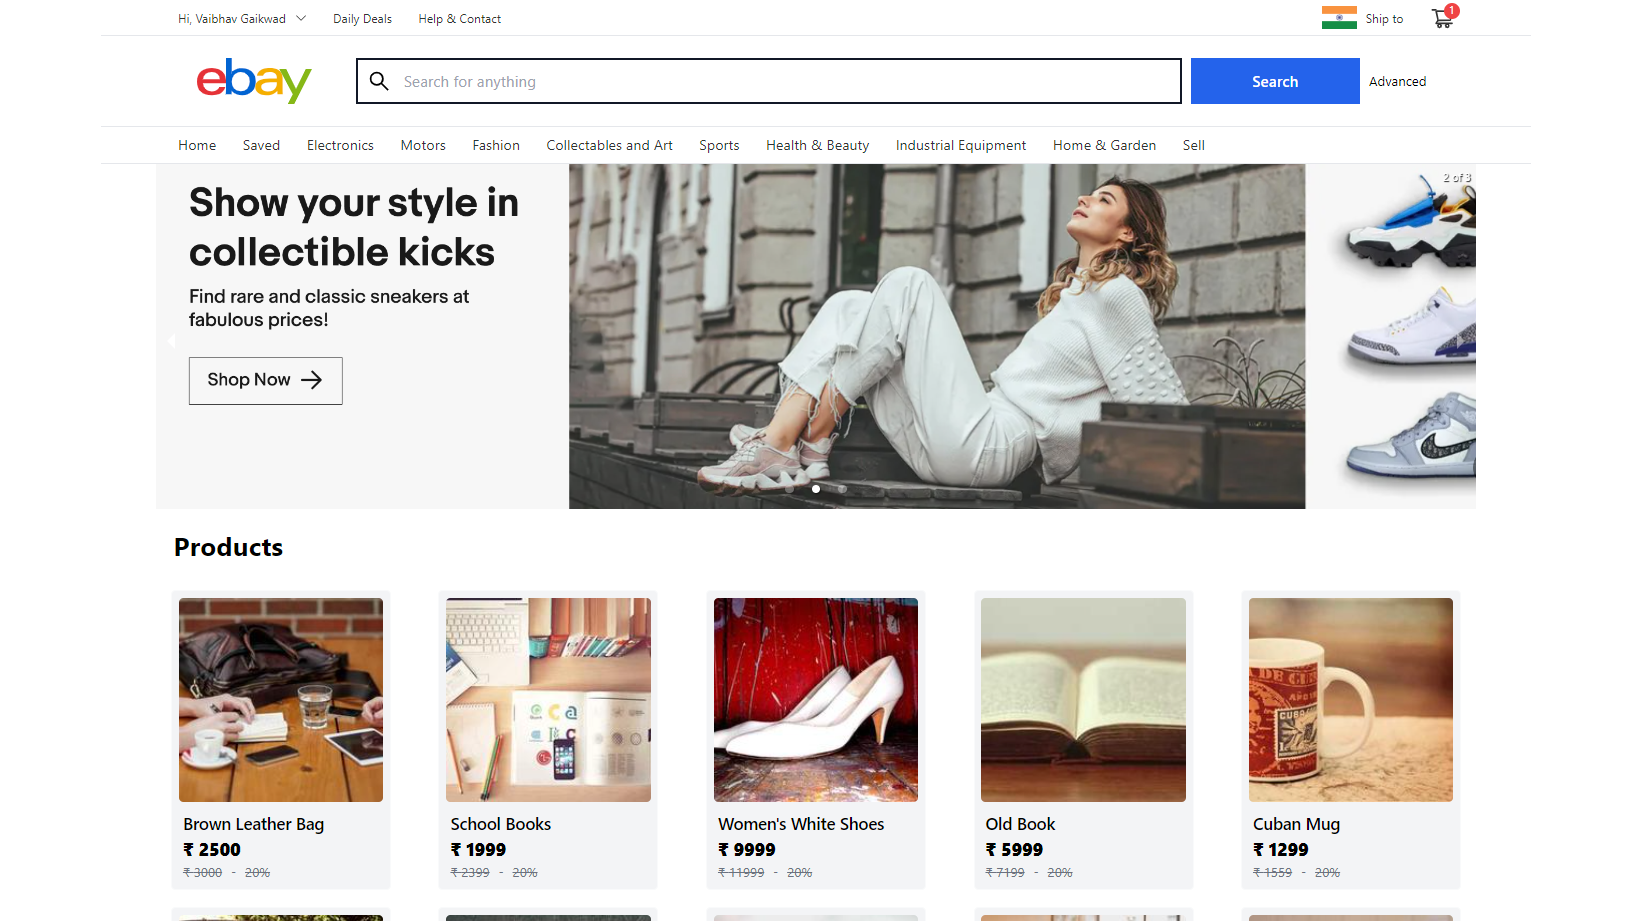 Hi, Vaibhav Gaikwad Daily Deals Help & Contact Ship to 1
ebay Search for anything Search Advanced
Home Saved Electronics Motors Fashion Collectables and Art Sports Health & Beauty Industrial Equipment Home & Garden Sell
2 of 3
Show your style in
collectible kicks
Find rare and classic sneakers at
fabulous prices!
Shop Now
Products
Brown Leather Bag
₹ 2500
₹ 3000 - 20%
School Books
₹ 1999
₹ 2399 - 20%
Women's White Shoes
₹ 9999
₹ 11999 - 20%
Old Book
₹ 5999
₹ 7199 - 20%
Cuban Mug
₹ 1299
₹ 1559 - 20%